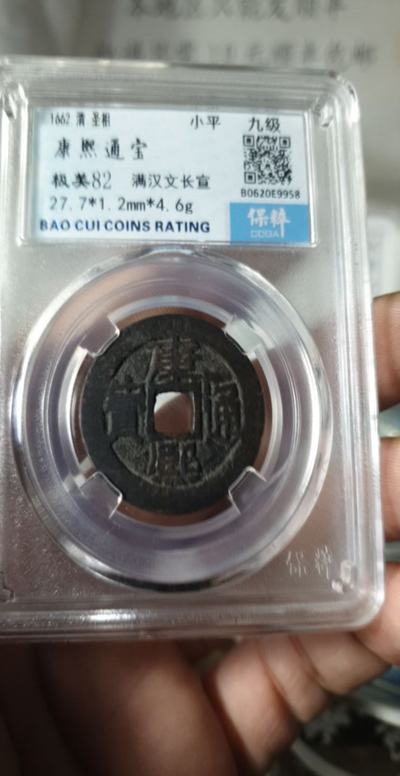 1662 清 圣祖 小平 九级
康熙通宝
极美82 满汉文长宣
27.7*1.2mm*4.6g
B0620E9958
保粹
CCGA
BAO CUI COINS RATING
康熙通宝
保粹